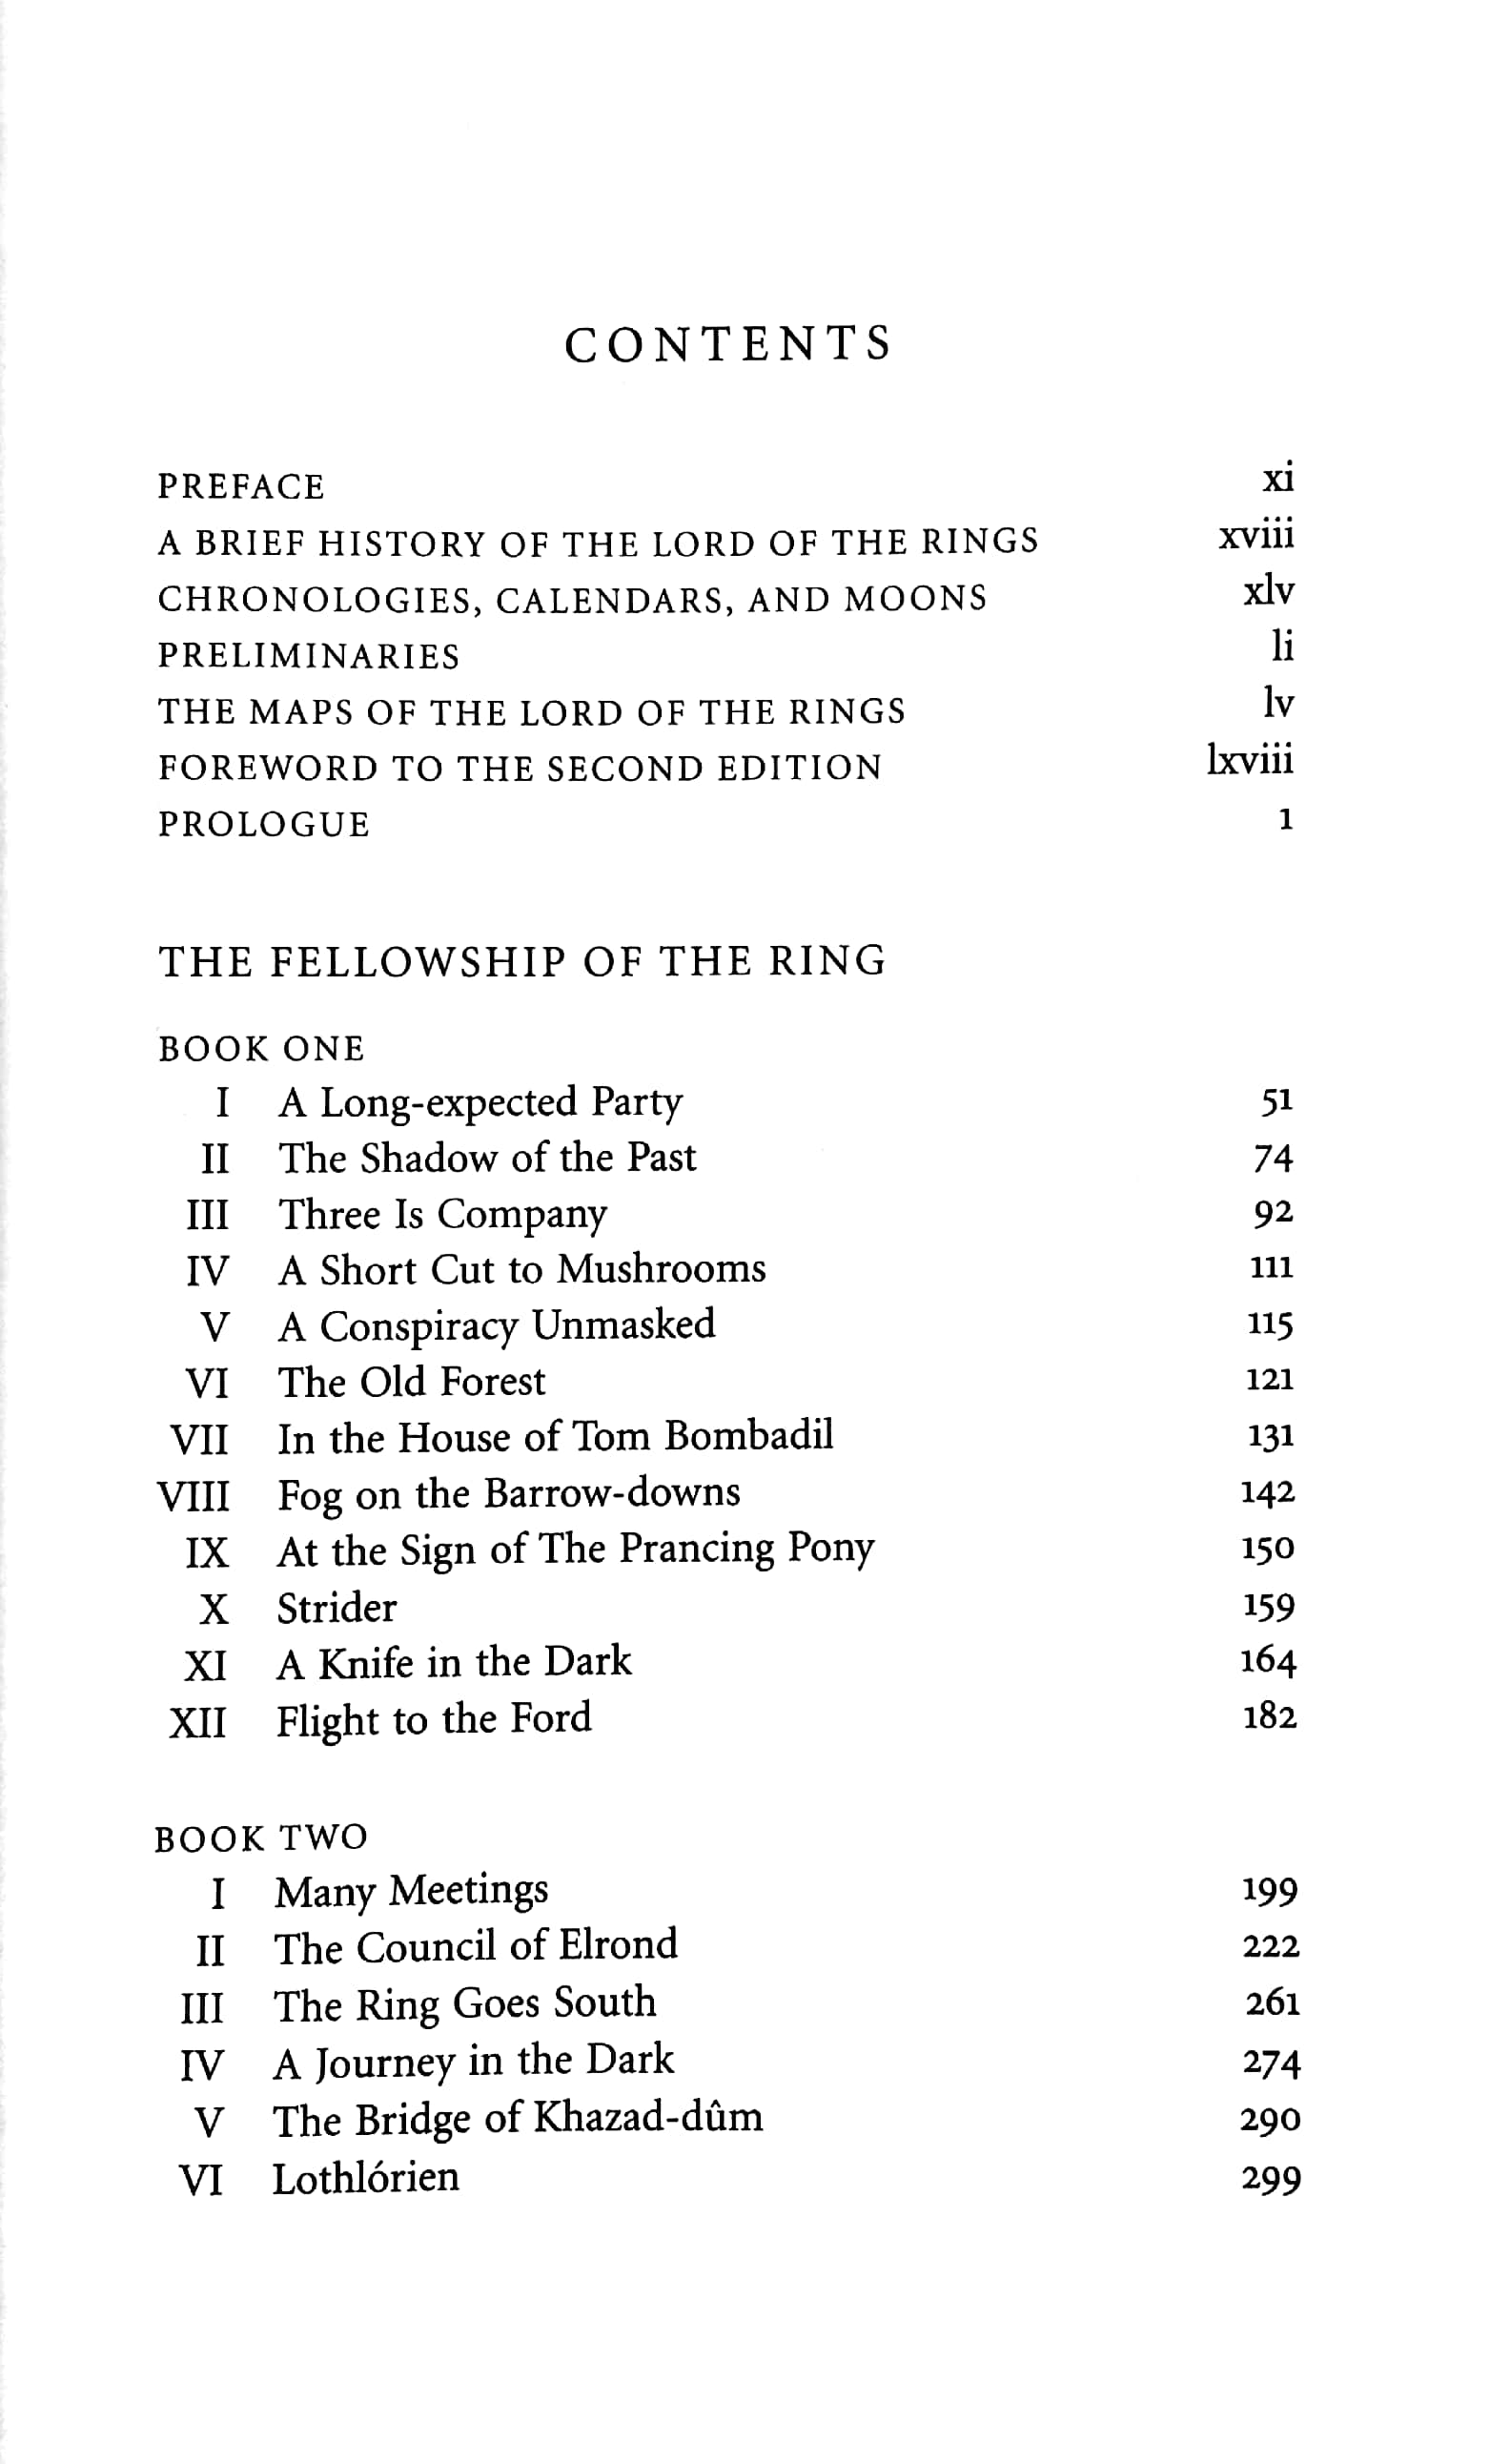 CONTENTS
PREFACE xi
A BRIEF HISTORY OF THE LORD OF THE RINGS xviii
CHRONOLOGIES, CALENDARS, AND MOONS xlv
PRELIMINARIES li
THE MAPS OF THE LORD OF THE RINGS lv
FOREWORD TO THE SECOND EDITION lxviii
PROLOGUE 1
THE FELLOWSHIP OF THE RING
BOOK ONE
I A Long-expected Party 51
II The Shadow of the Past 74
III Three Is Company 92
IV A Short Cut to Mushrooms 111
V A Conspiracy Unmasked 115
VI The Old Forest 121
VII In the House of Tom Bombadil 131
VIII Fog on the Barrow-downs 142
IX At the Sign of The Prancing Pony 150
X Strider 159
XI A Knife in the Dark 164
XII Flight to the Ford 182
BOOK TWO
I Many Meetings 199
II The Council of Elrond 222
III The Ring Goes South 261
IV A Journey in the Dark 274
V The Bridge of Khazad-dûm 290
VI Lothlórien 299